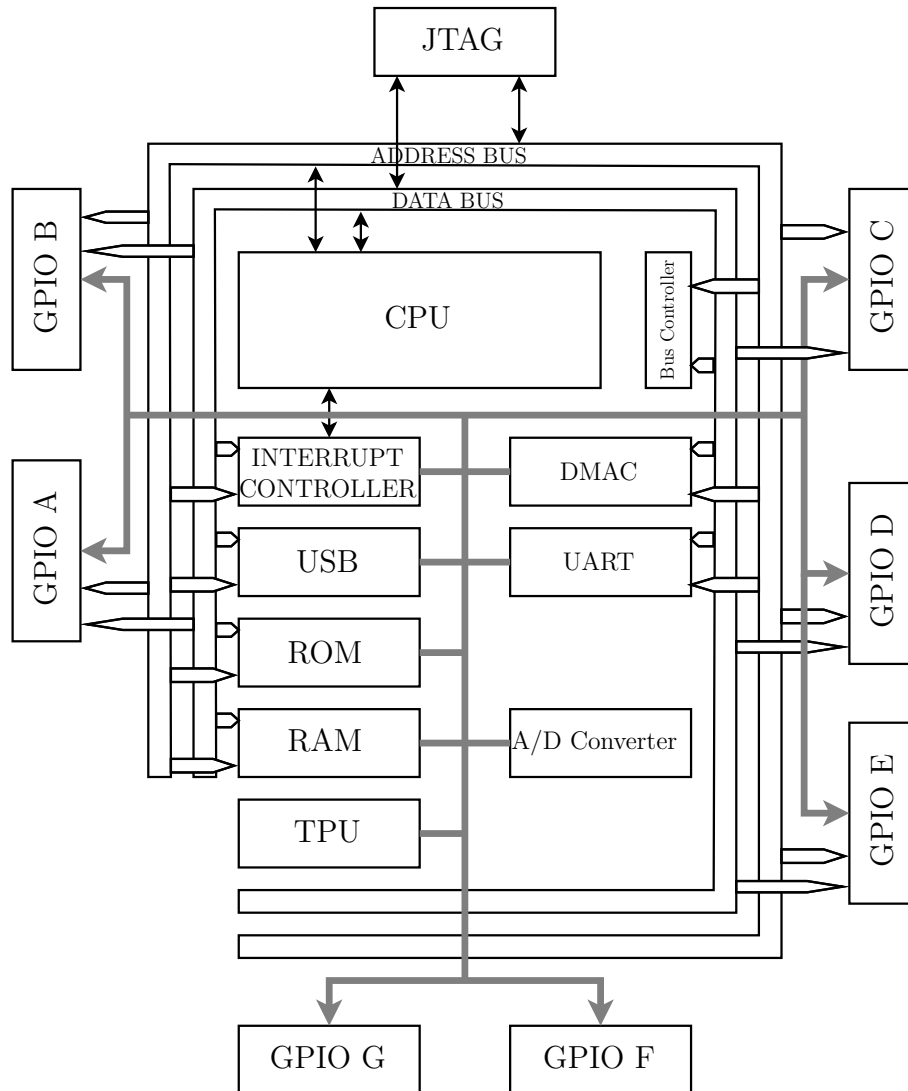 JTAG
ADDRESS BUS
DATA BUS
GPIO B
GPIO C
CPU
Bus Controller
INTERRUPT
CONTROLLER
DMAC
GPIO A
GPIO D
USB
UART
ROM
RAM
A/D Converter
GPIO E
TPU
GPIO G
GPIO F